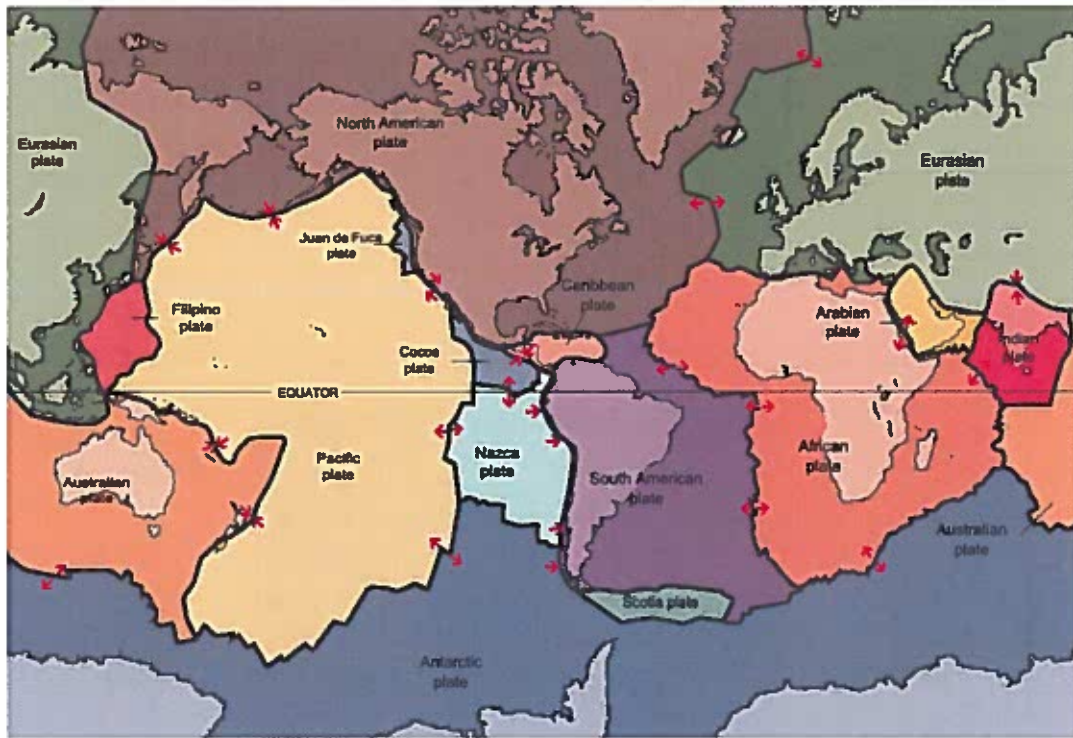 North American
plate
Eurasian
plate
Eurasian
plate
Juan de Fuca
plate
Caribbean
plate
Filipino
plate
Arabian
plate
Indian
plate
Cocos
plate
EQUATOR
Nazca
plate
Pacific
plate
African
plate
South American
plate
Australian
plate
Australian
plate
Scotia plate
Antarctic
plate